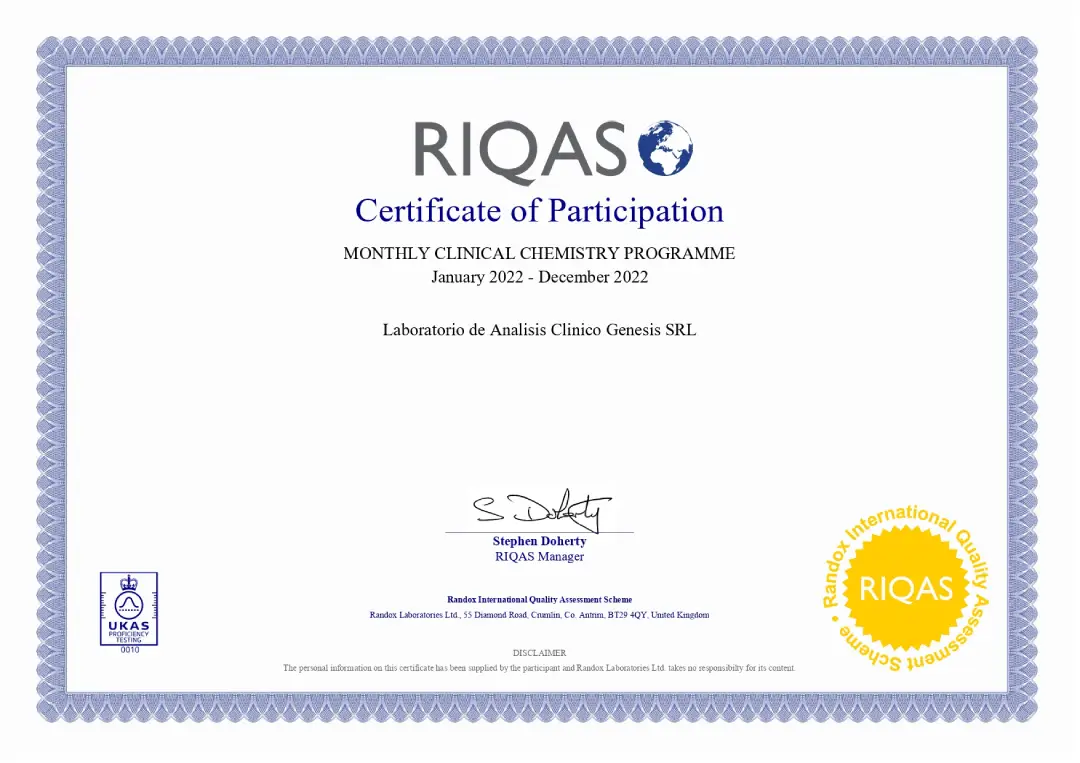 RIQAS
Certificate of Participation
MONTHLY CLINICAL CHEMISTRY PROGRAMME
January 2022 - December 2022
Laboratorio de Analisis Clinico Genesis SRL
S Doherty
Stephen Doherty
RIQAS Manager
Randox International Quality Assessment Scheme
Randox Laboratories Ltd., 55 Diamond Road, Crumlin, Co. Antrim, BT29 4QY, United Kingdom
DISCLAIMER
The personal information on this certificate has been supplied by the participant and Randox Laboratories Ltd. takes no responsibilty for its content.
UKAS
PROFICIENCY
TESTING
0010
Randox International Quality Assessment Scheme •
RIQAS